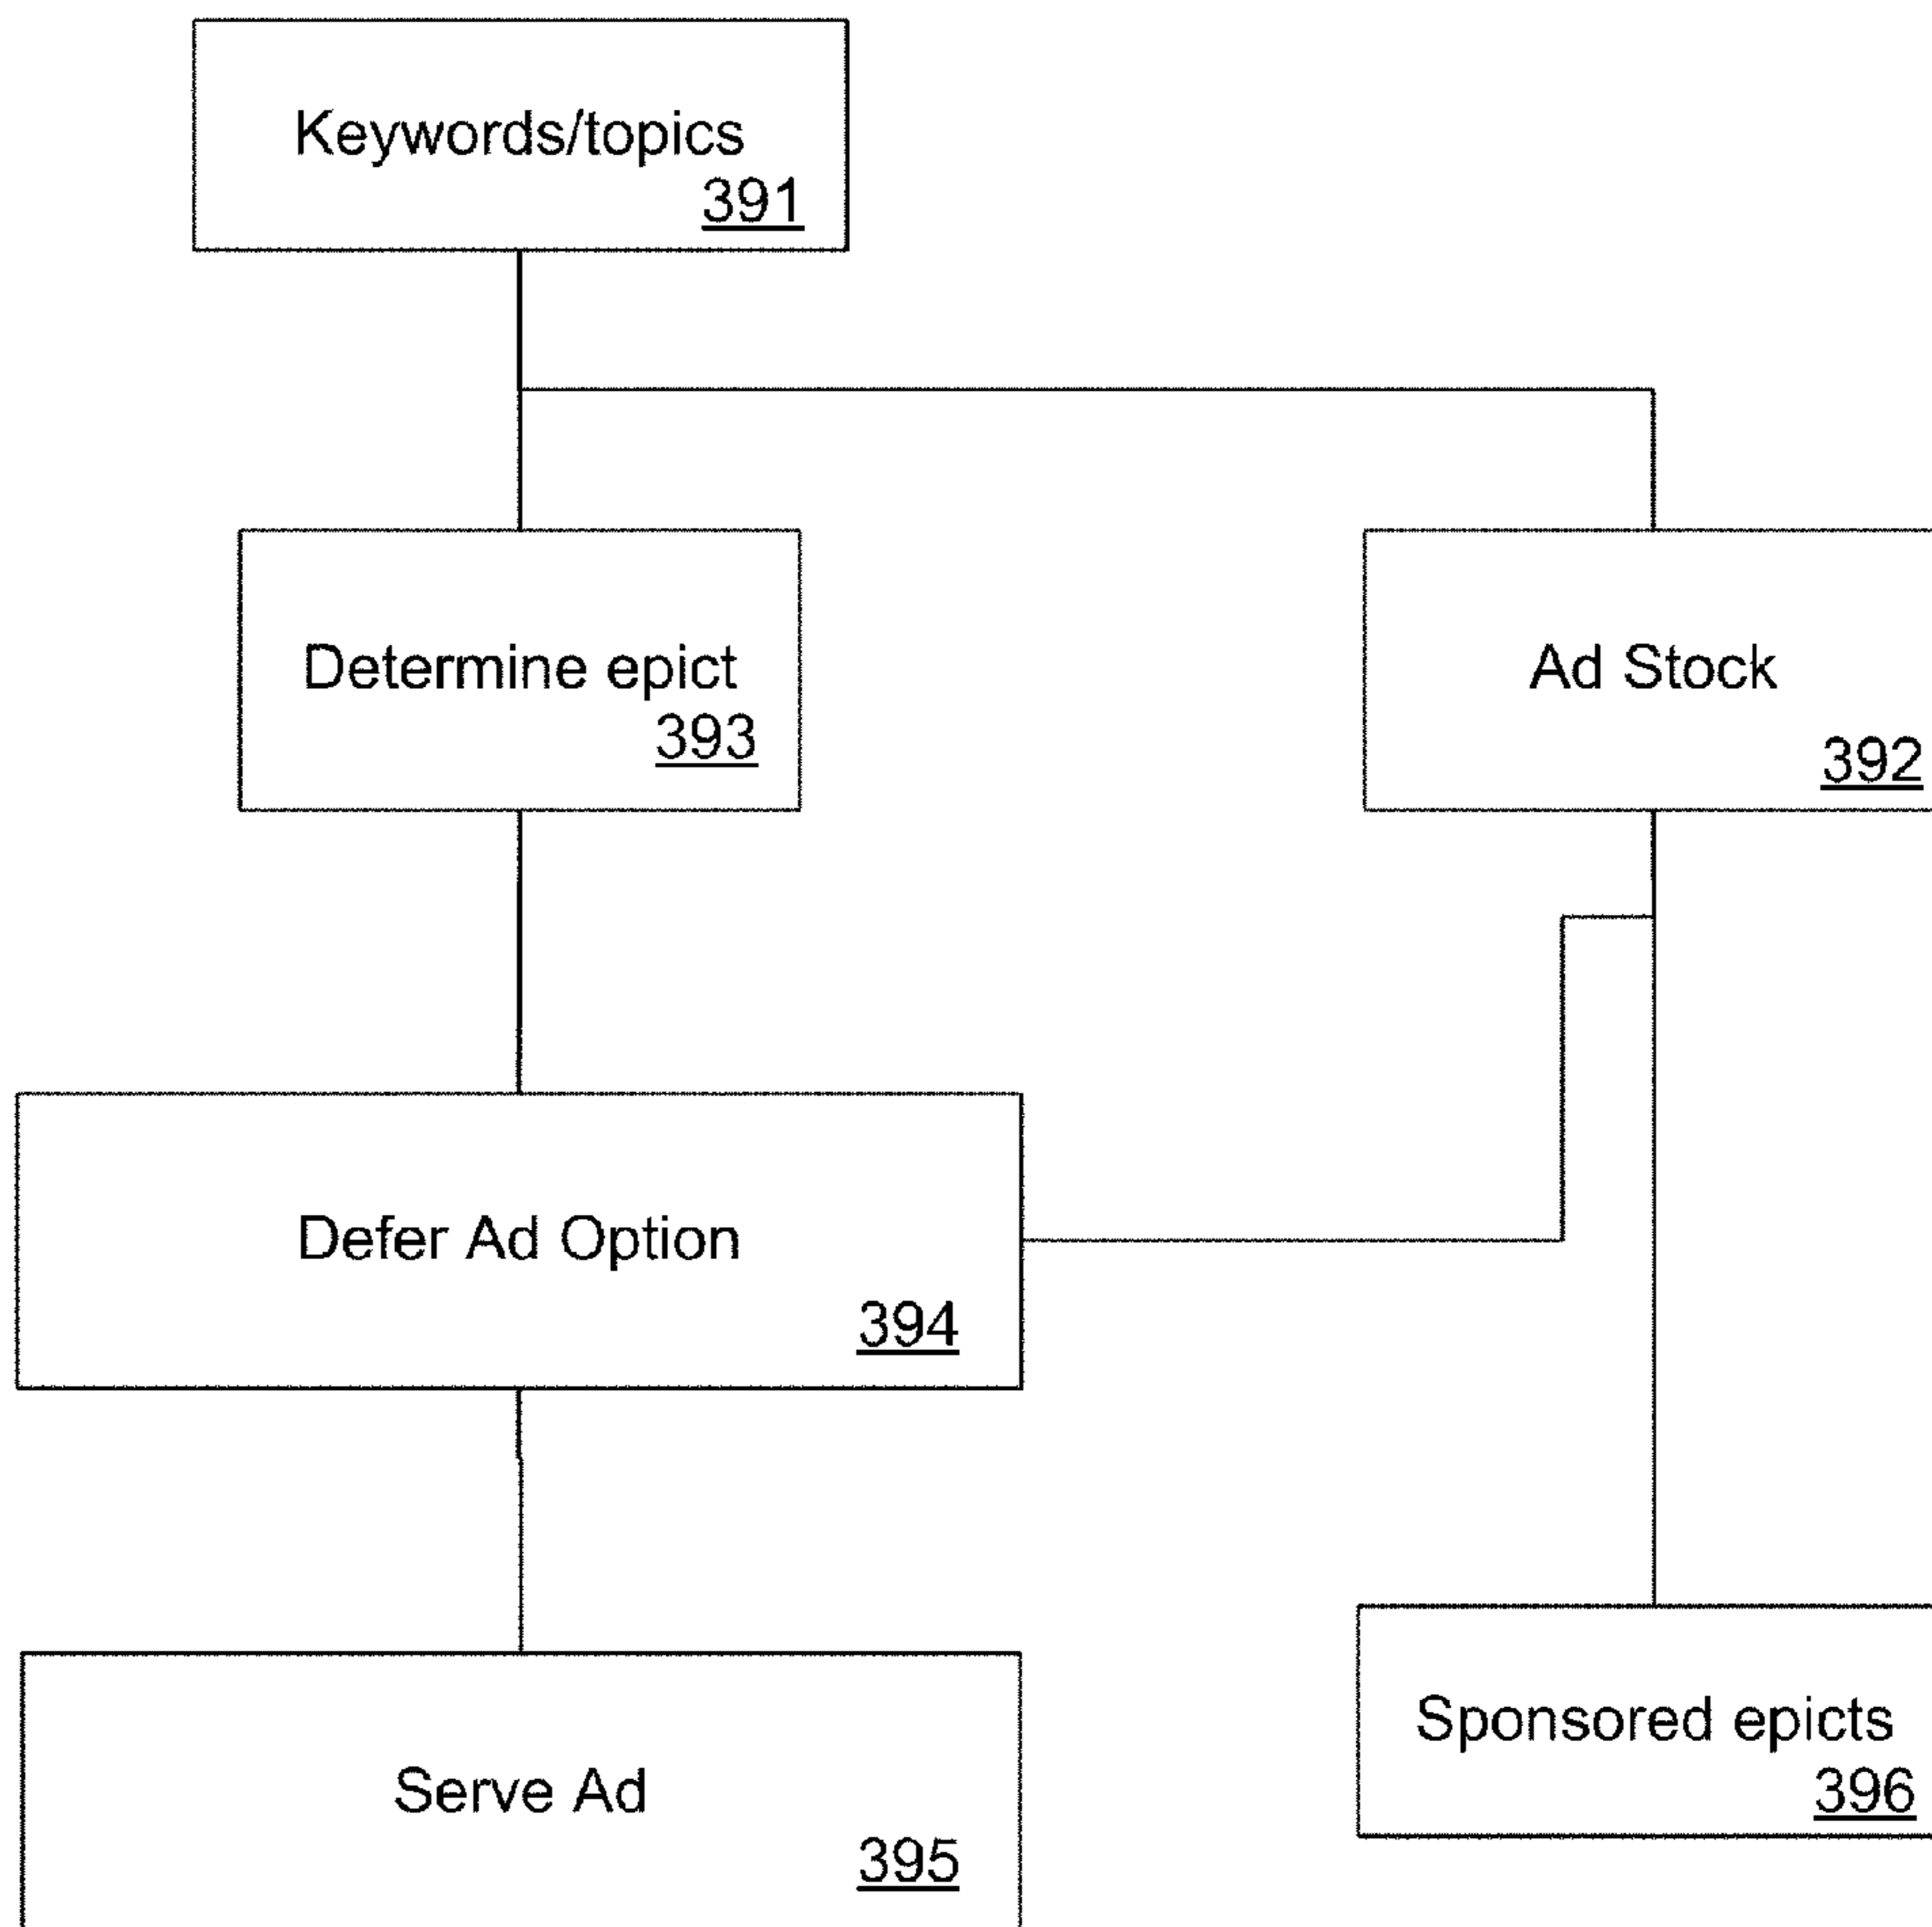 Keywords/topics
391
Determine epict
393
Ad Stock
392
Defer Ad Option
394
Serve Ad
395
Sponsored epicts
396